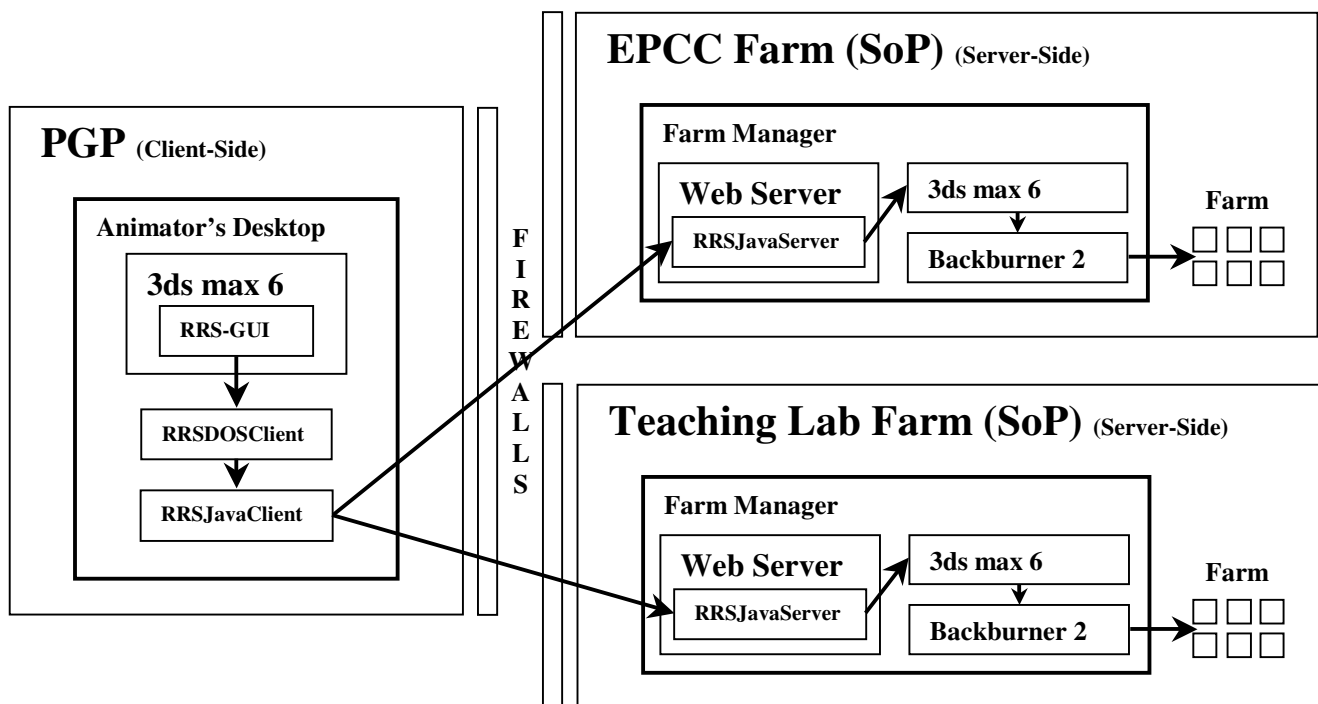 PGP (Client-Side)
Animator’s Desktop
3ds max 6
RRS-GUI
RRSDOSClient
RRSJavaClient
F
I
R
E
W
A
L
L
S
EPCC Farm (SoP) (Server-Side)
Farm Manager
Web Server
RRSJavaServer
3ds max 6
Backburner 2
Farm
Teaching Lab Farm (SoP) (Server-Side)
Farm Manager
Web Server
RRSJavaServer
3ds max 6
Backburner 2
Farm